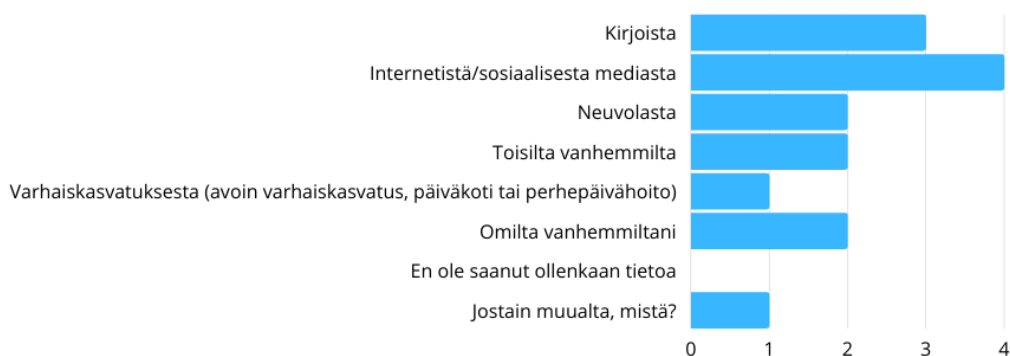 Kirjoista
Internetistä/sosiaalisesta mediasta
Neuvolasta
Toisilta vanhemmilta
Varhaiskasvatuksesta (avoin varhaiskasvatus, päiväkoti tai perhepäivähoito)
Omilta vanhemmiltani
En ole saanut ollenkaan tietoa
Jostain muualta, mistä?
0 1 2 3 4